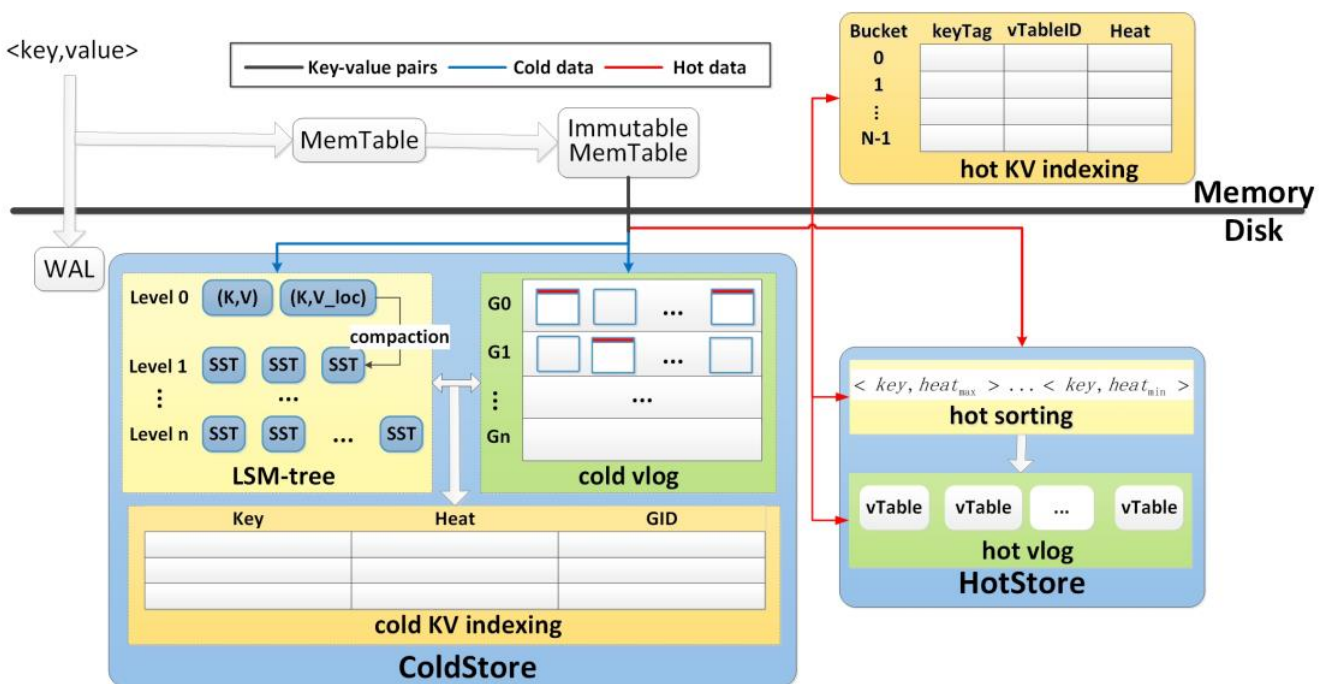 <key,value>
Key-value pairs
Cold data
Hot data
MemTable
Immutable
MemTable
Bucket keyTag vTableID Heat
0
1
⋮
N-1
hot KV indexing
Memory
Disk
WAL
Level 0 (K,V) (K,V_loc)
compaction
Level 1 SST SST SST
⋮ ...
Level n SST SST ... SST
LSM-tree
G0 ...
G1 ...
⋮ ...
Gn
cold vlog
Key Heat GID
cold KV indexing
ColdStore
< key, heat_max > ... < key, heat_min >
hot sorting
vTable vTable ... vTable
hot vlog
HotStore